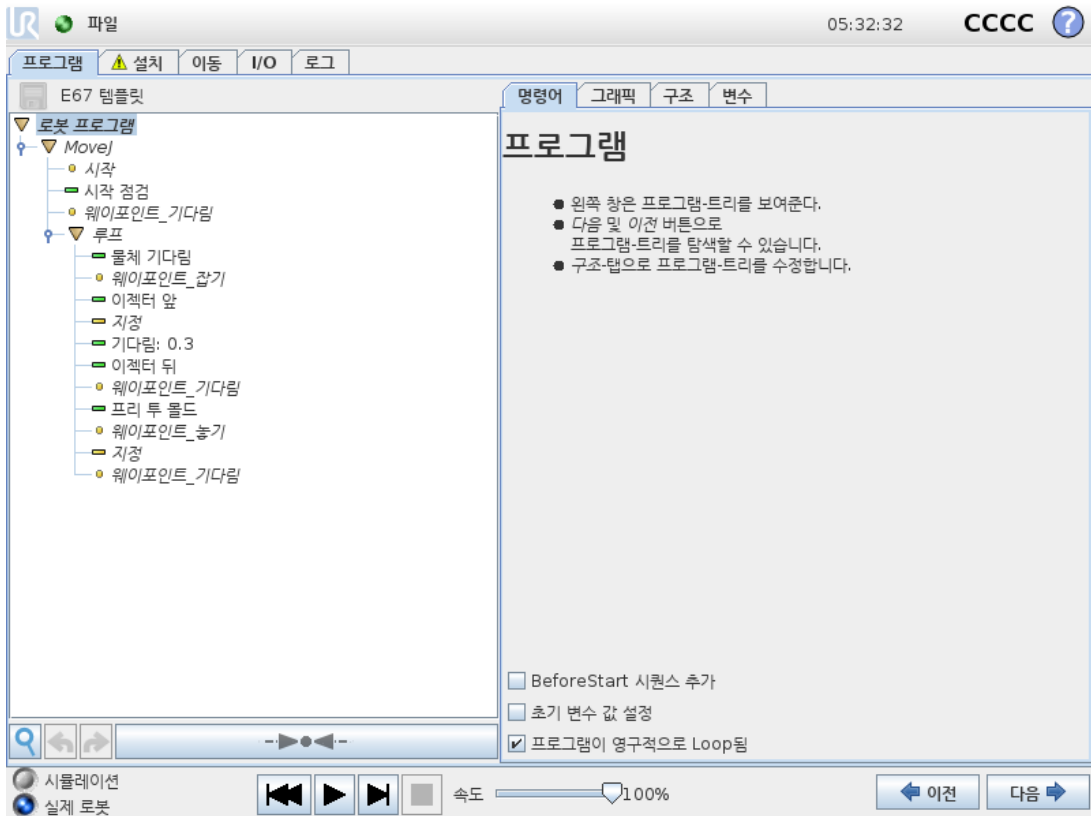 UR 파일 05:32:32 CCCC ?
프로그램 설치 이동 I/O 로그
E67 템플릿
명령어 그래픽 구조 변수
로봇 프로그램
MoveJ
시작
시작 점검
웨이포인트_기다림
루프
물체 기다림
웨이포인트_잡기
이젝터 앞
지정
기다림: 0.3
이젝터 뒤
웨이포인트_기다림
프리 투 몰드
웨이포인트_놓기
지정
웨이포인트_기다림
프로그램
왼쪽 창은 프로그램-트리를 보여준다.
다음 및 이전 버튼으로
프로그램-트리를 탐색할 수 있습니다.
구조-탭으로 프로그램-트리를 수정합니다.
BeforeStart 시퀀스 추가
초기 변수 값 설정
프로그램이 영구적으로 Loop됨
시뮬레이션
실제 로봇
속도 100%
이전 다음